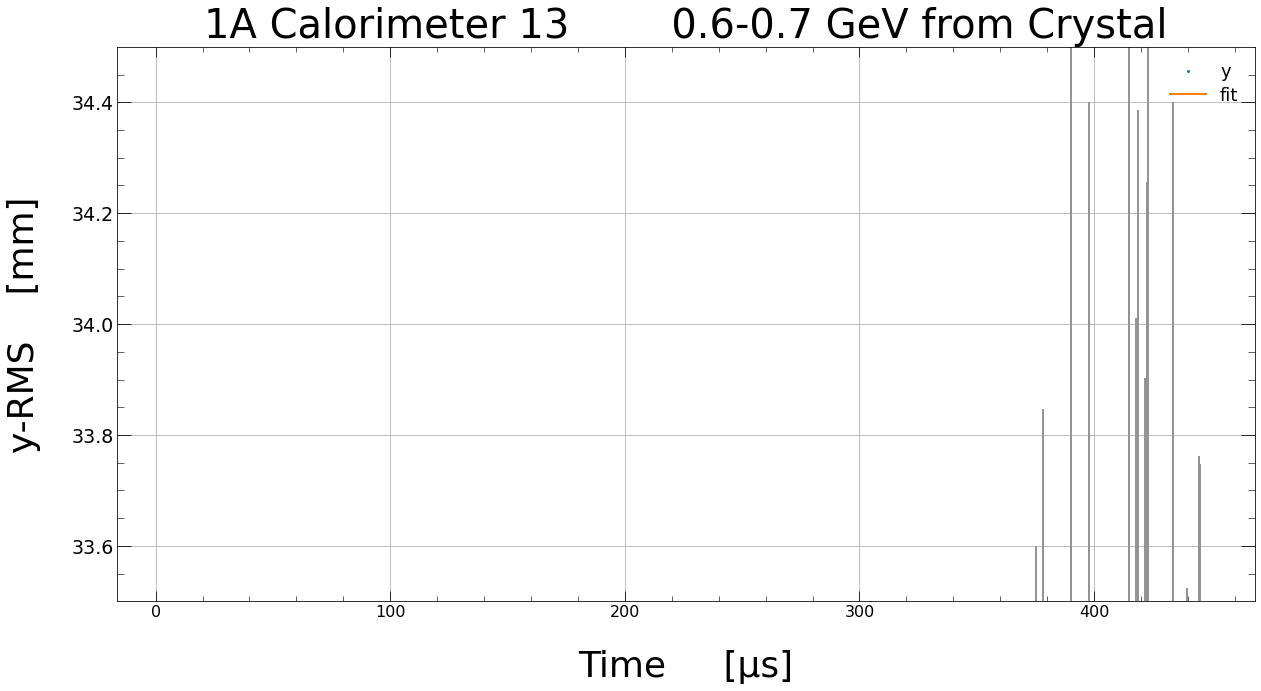 1A Calorimeter 13 0.6-0.7 GeV from Crystal
y
fit
34.4
34.2
34.0
33.8
33.6
y-RMS [mm]
0 100 200 300 400
Time [µs]